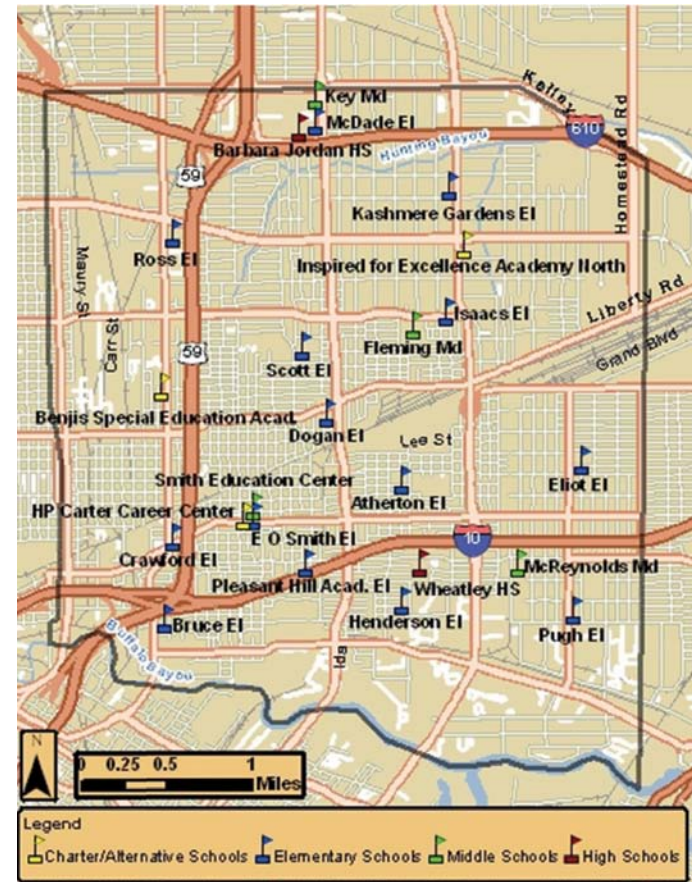 Kelley
Homestead Rd
Key Md
McDade El
610
Barbara Jordan HS
Hunting Bayou
59
Kashmere Gardens El
Ross El
Maury St
Inspired for Excellence Academy North
Liberty Rd
Isaacs El
Carr St
Fleming Md
Grand Blvd
59
Scott El
Benjis Special Education Acad.
Dogan El
Lee St
Smith Education Center
Eliot El
Atherton El
HP Carter Career Center
E O Smith El
10
Crawford El
Pleasant Hill Acad. El
Wheatley HS
McReynolds Md
Bruce El
Henderson El
Pugh El
Buffalo Bayou
Ida
N
0 0.25 0.5 1
Miles
Legend
Charter/Alternative Schools Elementary Schools Middle Schools High Schools